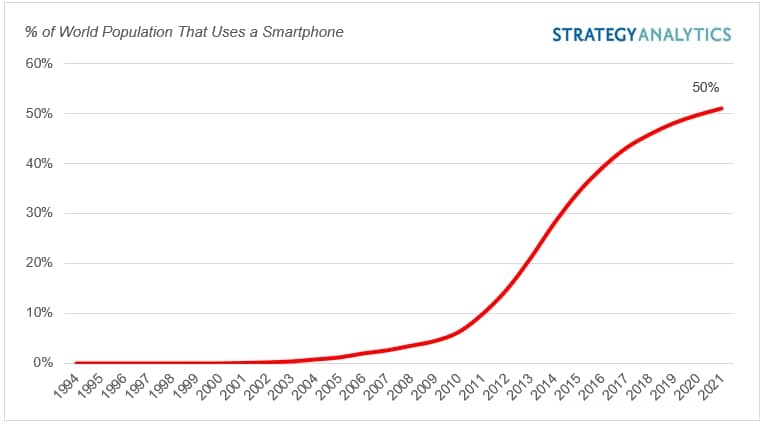 % of World Population That Uses a Smartphone
STRATEGYANALYTICS
60%
50%
50%
40%
30%
20%
10%
0%
1994 1995 1996 1997 1998 1999 2000 2001 2002 2003 2004 2005 2006 2007 2008 2009 2010 2011 2012 2013 2014 2015 2016 2017 2018 2019 2020 2021